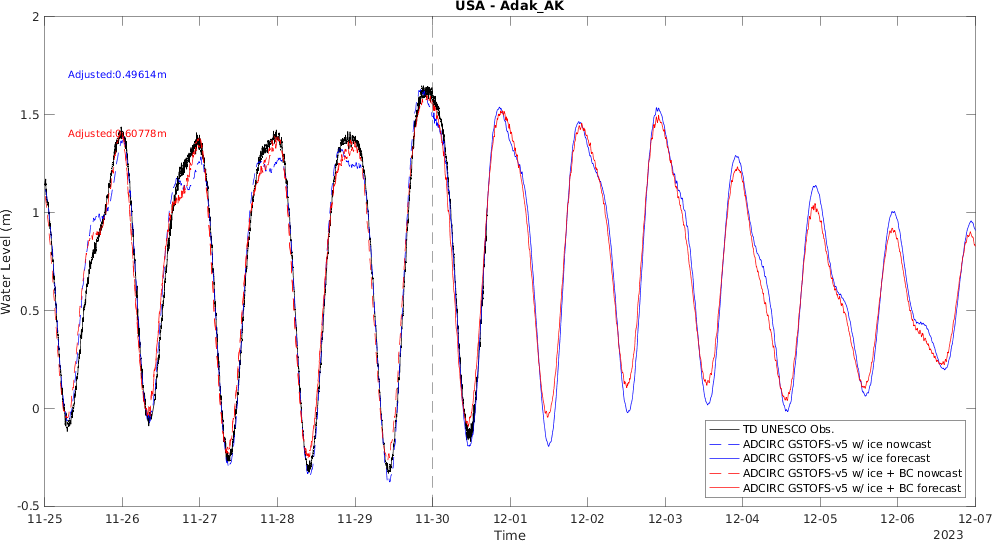 USA - Adak_AK
2
1.5
1
0.5
0
-0.5
Water Level (m)
Adjusted:0.49614m
Adjusted:0.60778m
TD UNESCO Obs.
ADCIRC GSTOFS-v5 w/ ice nowcast
ADCIRC GSTOFS-v5 w/ ice forecast
ADCIRC GSTOFS-v5 w/ ice + BC nowcast
ADCIRC GSTOFS-v5 w/ ice + BC forecast
11-25 11-26 11-27 11-28 11-29 11-30 12-01 12-02 12-03 12-04 12-05 12-06 12-07
Time
2023